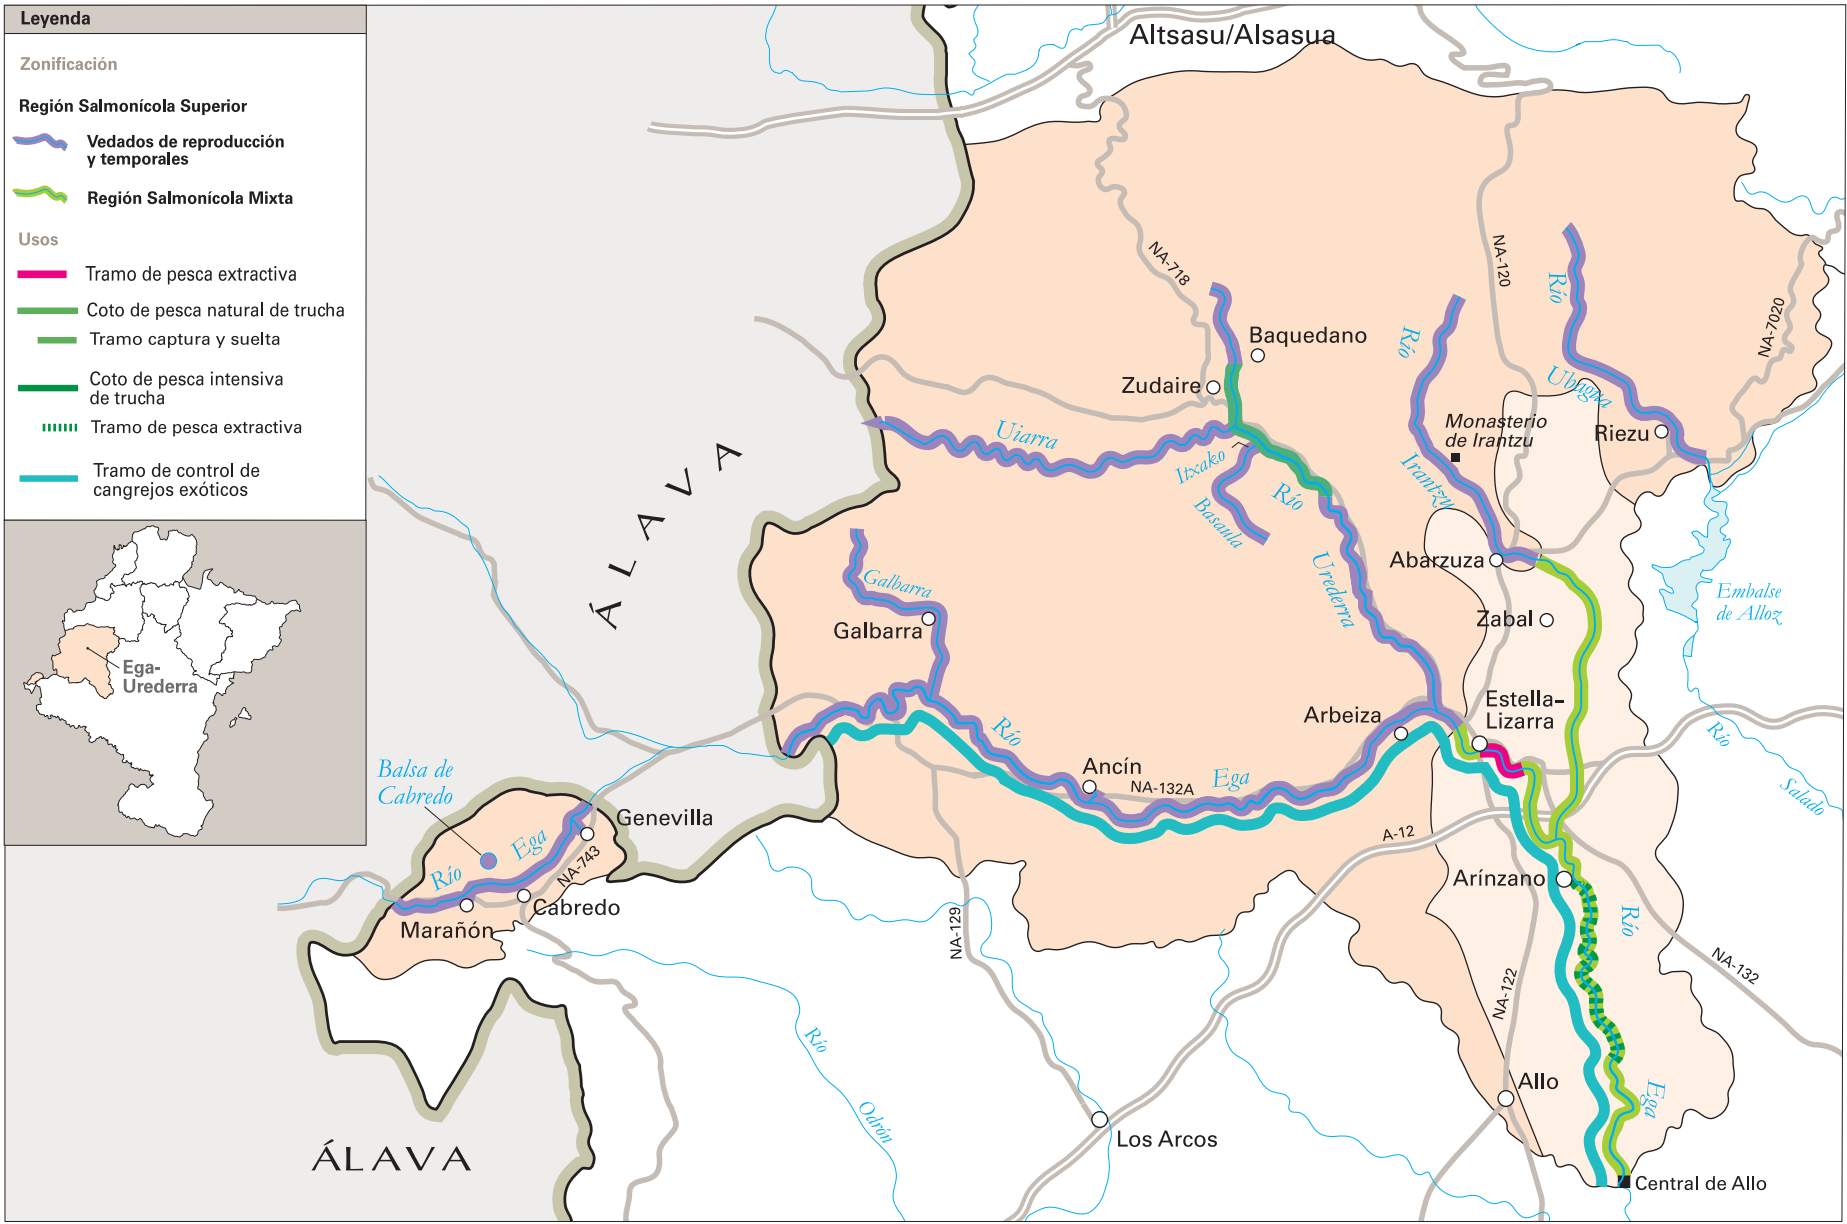 Leyenda
Zonificación
Región Salmonícola Superior
Vedados de reproducción
y temporales
Región Salmonícola Mixta
Usos
Tramo de pesca extractiva
Coto de pesca natural de trucha
Tramo captura y suelta
Coto de pesca intensiva
de trucha
Tramo de pesca extractiva
Tramo de control de
cangrejos exóticos
Ega-
Urederra
Altsasu/Alsasua
NA-718
NA-120
Río
NA-7020
Baquedano
Río
Zudaire
Ubagua
Monasterio
de Irantzu
Riezu
Uiarra
Itxako
Río
Irantzu
Basaula
ÁLAVA
Abarzuza
Galbarra
Urederra
Embalse
de Alloz
Galbarra
Zabal
Estella-
Lizarra
Arbeiza
Río
Río
Ancín
NA-132A
Ega
Balsa de
Cabredo
Salado
Genevilla
A-12
Río
Ega
NA-743
Arínzano
Cabredo
Marañón
NA-129
Río
NA-132
NA-122
Río
Allo
Ega
Odrón
Los Arcos
ÁLAVA
Central de Allo